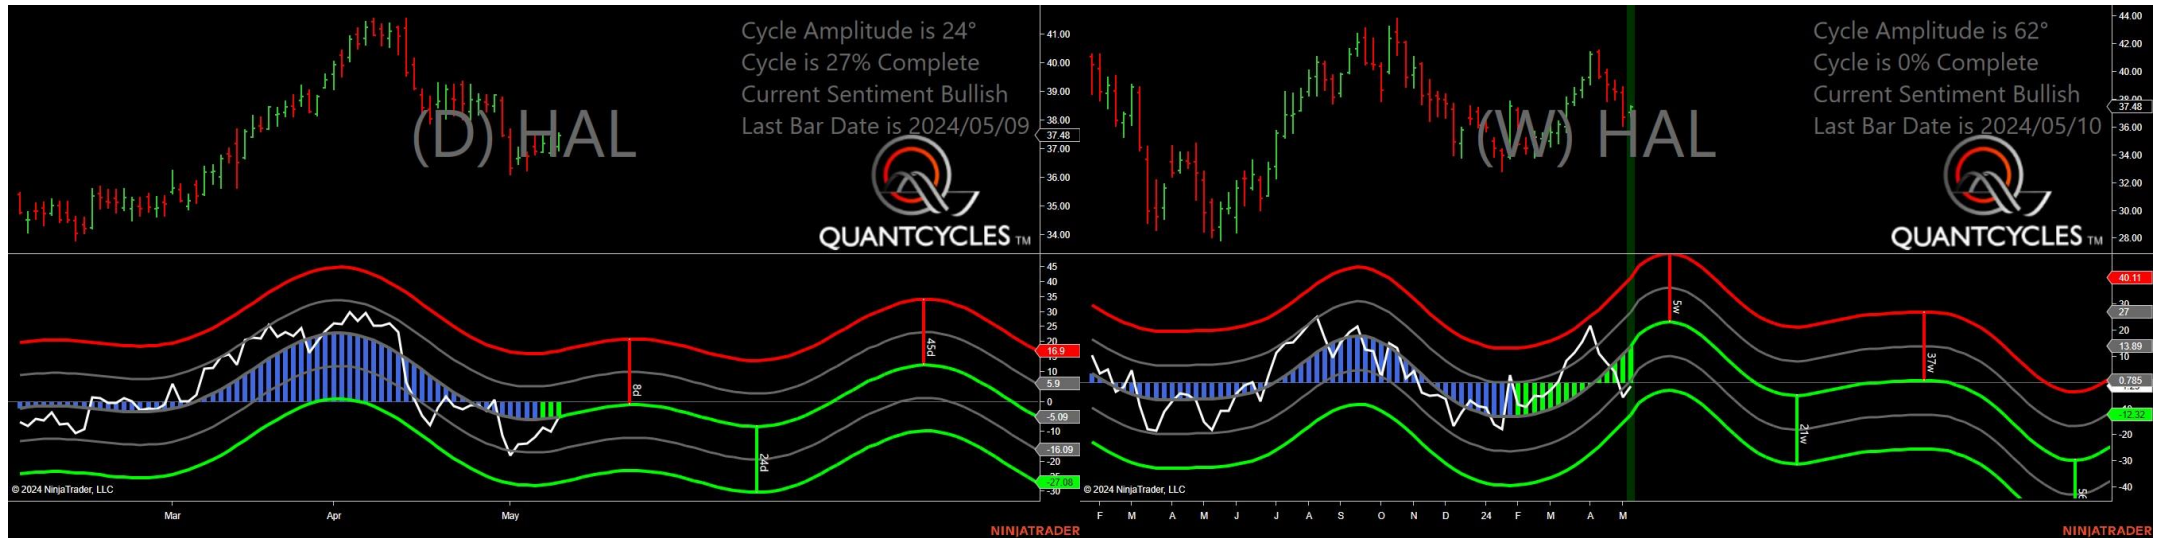 Cycle Amplitude is 24°
Cycle is 27% Complete
Current Sentiment Bullish
Last Bar Date is 2024/05/09
(D) HAL
QUANTCYCLES TM
41.00
40.00
39.00
38.00
37.48
37.00
36.00
35.00
34.00
45
40
35
30
25
20
16.9
10
5.9
0
-5.09
-10
-16.09
-20
-27.08
-30
8d
24d
45d
© 2024 NinjaTrader, LLC
Mar
Apr
May
NINJATRADER
Cycle Amplitude is 62°
Cycle is 0% Complete
Current Sentiment Bullish
Last Bar Date is 2024/05/10
(W) HAL
QUANTCYCLES TM
44.00
42.00
40.00
38.00
37.48
36.00
34.00
32.00
30.00
28.00
40.11
30
27
20
13.89
10
0.785
-12.32
-20
-30
-40
5w
21w
37w
© 2024 NinjaTrader, LLC
F M A M J J A S O N D 24 F M A M
NINJATRADER